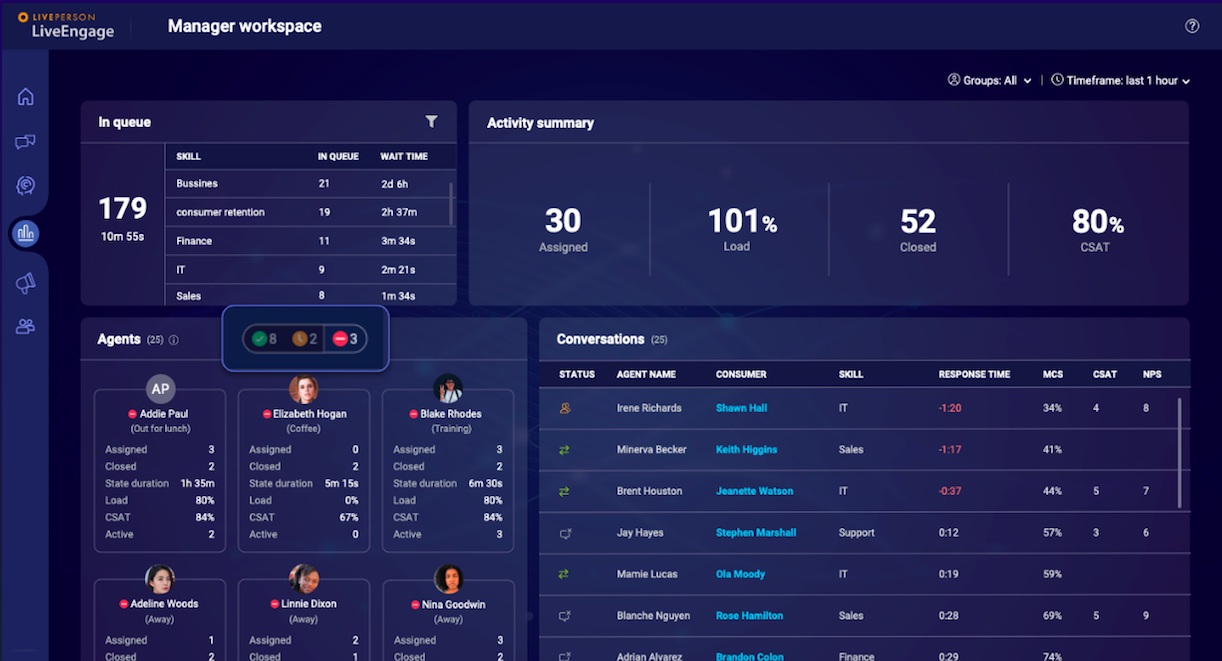 LIVEPERSON
LiveEngage
Manager workspace
Groups: All
Timeframe: last 1 hour
In queue
179
10m 55s
SKILL IN QUEUE WAIT TIME
Bussines 21 2d 6h
consumer retention 19 2h 37m
Finance 11 3m 34s
IT 9 2m 21s
Sales 8 1m 34s
Activity summary
30
Assigned
101%
Load
52
Closed
80%
CSAT
Agents (25)
8 2 3
AP
Addie Paul
(Out for lunch)
Assigned 3
Closed 2
State duration 1h 35m
Load 80%
CSAT 84%
Active 2
Elizabeth Hogan
(Coffee)
Assigned 0
Closed 2
State duration 5m 15s
Load 0%
CSAT 67%
Active 0
Blake Rhodes
(Training)
Assigned 3
Closed 2
State duration 6m 30s
Load 80%
CSAT 84%
Active 3
Adeline Woods
(Away)
Assigned 1
Closed 2
Linnie Dixon
(Away)
Assigned 2
Closed 1
Nina Goodwin
(Away)
Assigned 3
Closed 2
Conversations (25)
STATUS AGENT NAME CONSUMER SKILL RESPONSE TIME MCS CSAT NPS
Irene Richards Shawn Hall IT -1:20 34% 4 8
Minerva Becker Keith Higgins Sales -1:17 41%
Brent Houston Jeanette Watson IT -0:37 44% 5 7
Jay Hayes Stephen Marshall Support 0:12 57% 3 6
Mamie Lucas Ola Moody IT 0:19 59%
Blanche Nguyen Rose Hamilton Sales 0:28 69% 5 9
Adrian Alvarez Brandon Colon Finance 0:29 74%